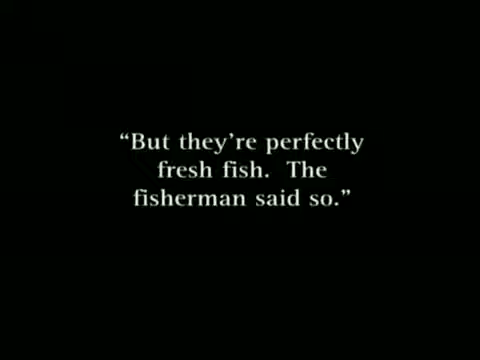 “But they’re perfectly
fresh fish.  The
fisherman said so.”